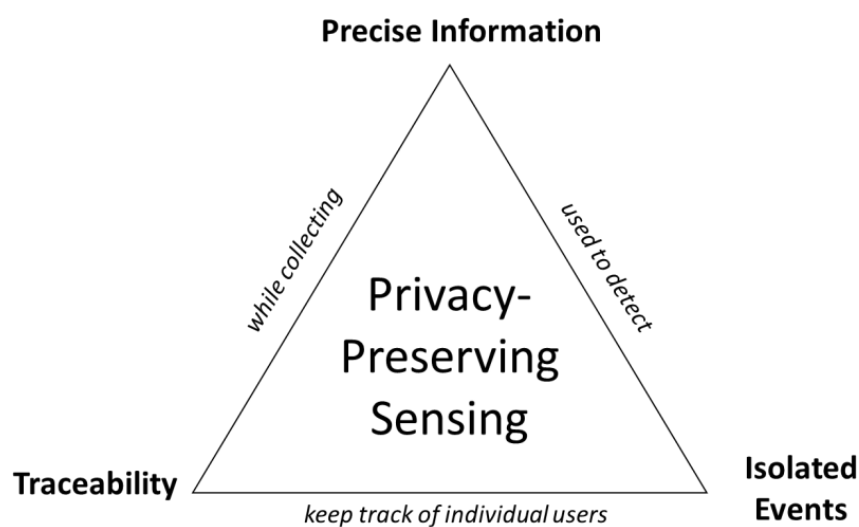 Precise Information
while collecting
used to detect
Privacy-
Preserving
Sensing
Traceability
Isolated
Events
keep track of individual users